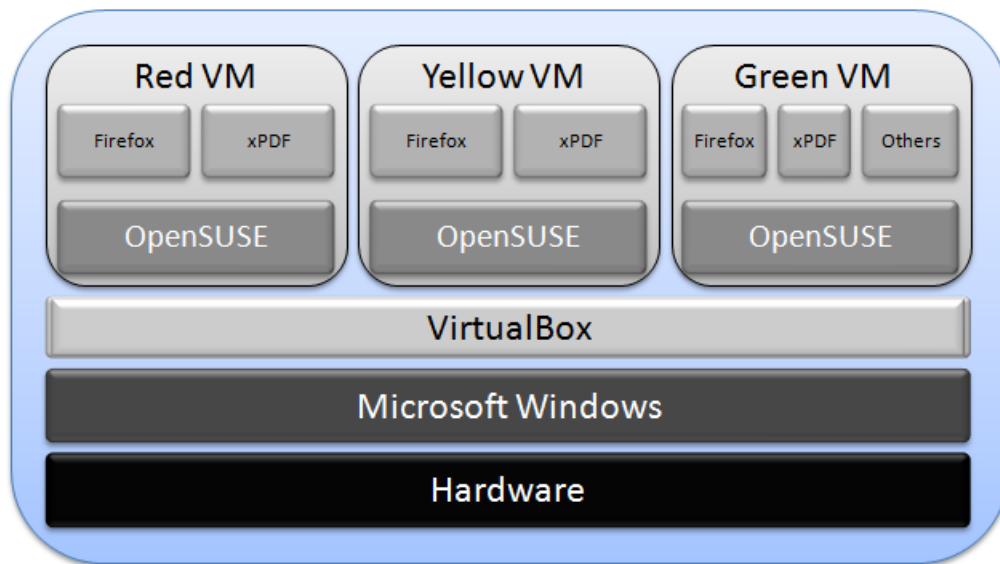 Red VM
Yellow VM
Green VM
Firefox
xPDF
Firefox
xPDF
Firefox
xPDF
Others
OpenSUSE
OpenSUSE
OpenSUSE
VirtualBox
Microsoft Windows
Hardware